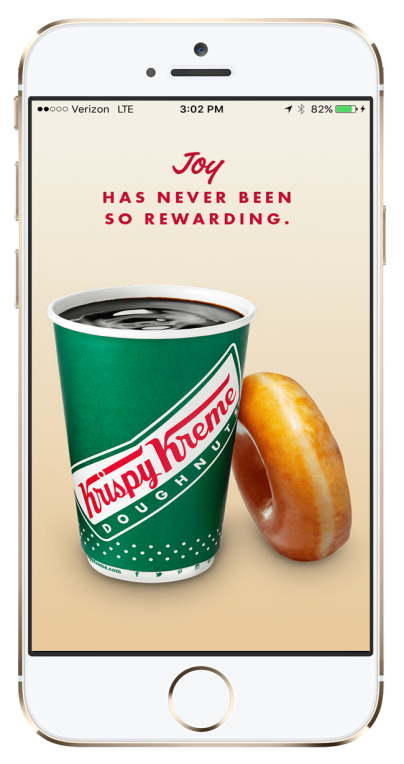 Verizon LTE 3:02 PM 82%
Joy
HAS NEVER BEEN
SO REWARDING.
Krispy Kreme
DOUGHNUTS